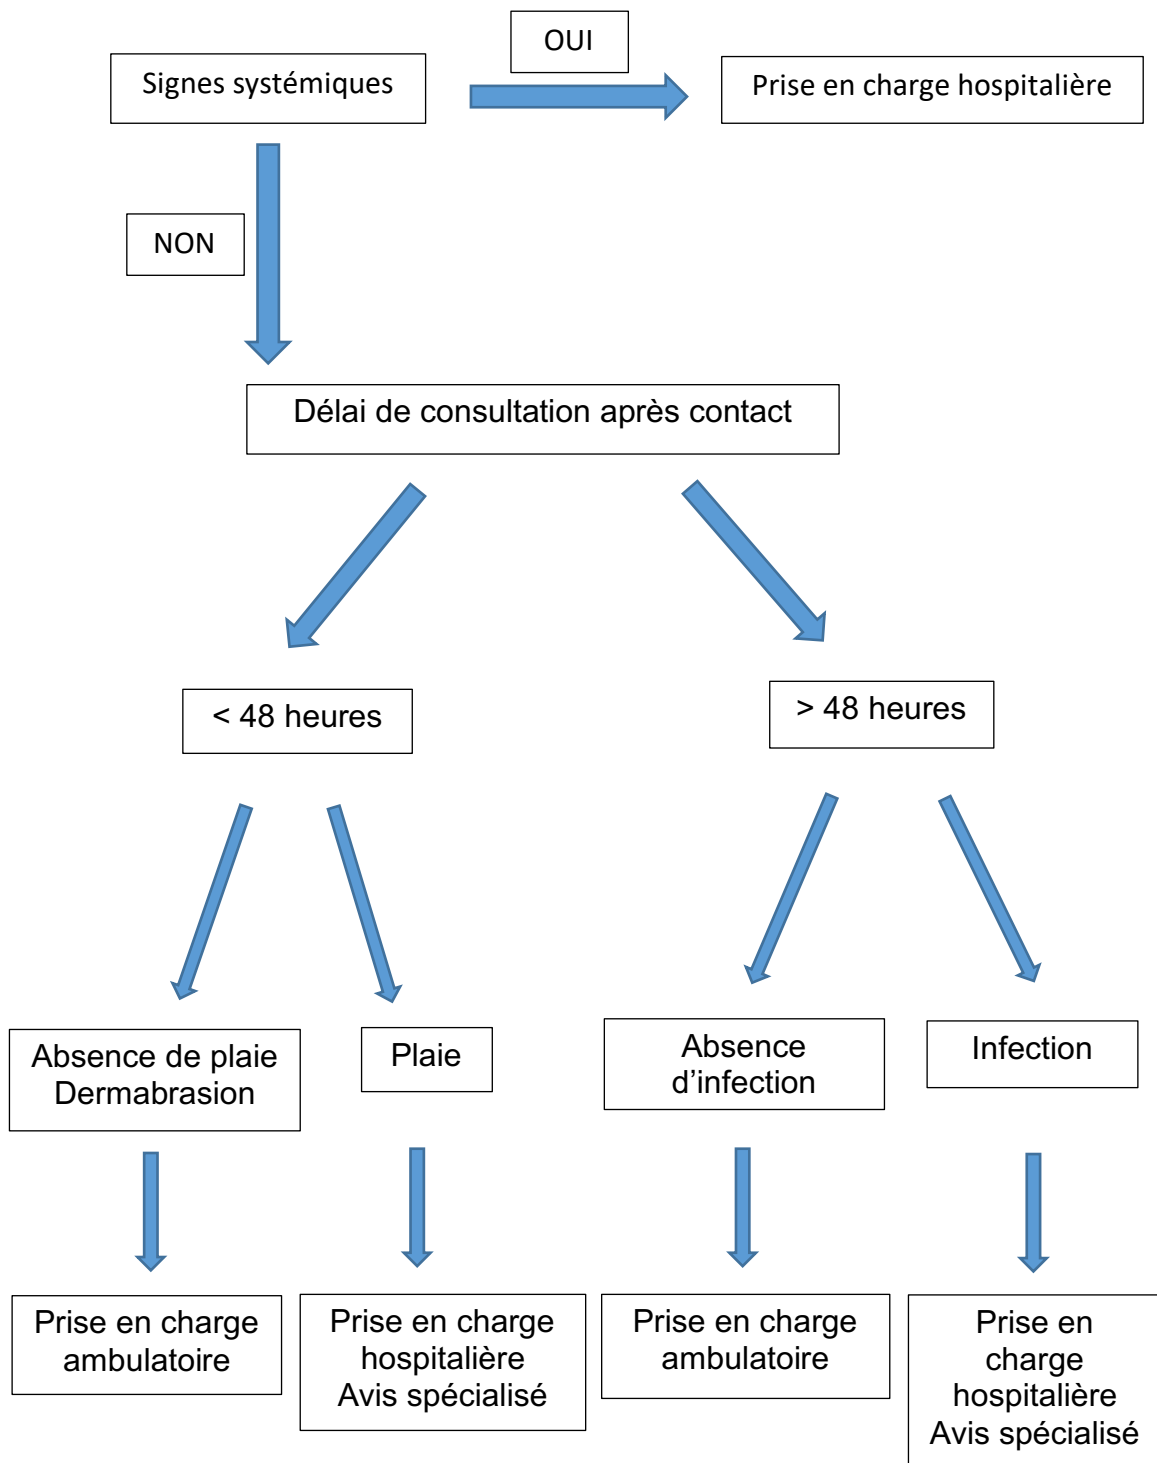 OUI
Signes systémiques
Prise en charge hospitalière
NON
Délai de consultation après contact
< 48 heures
> 48 heures
Absence de plaie
Dermabrasion
Plaie
Absence
d’infection
Infection
Prise en charge
ambulatoire
Prise en charge
hospitalière
Avis spécialisé
Prise en charge
ambulatoire
Prise en
charge
hospitalière
Avis spécialisé